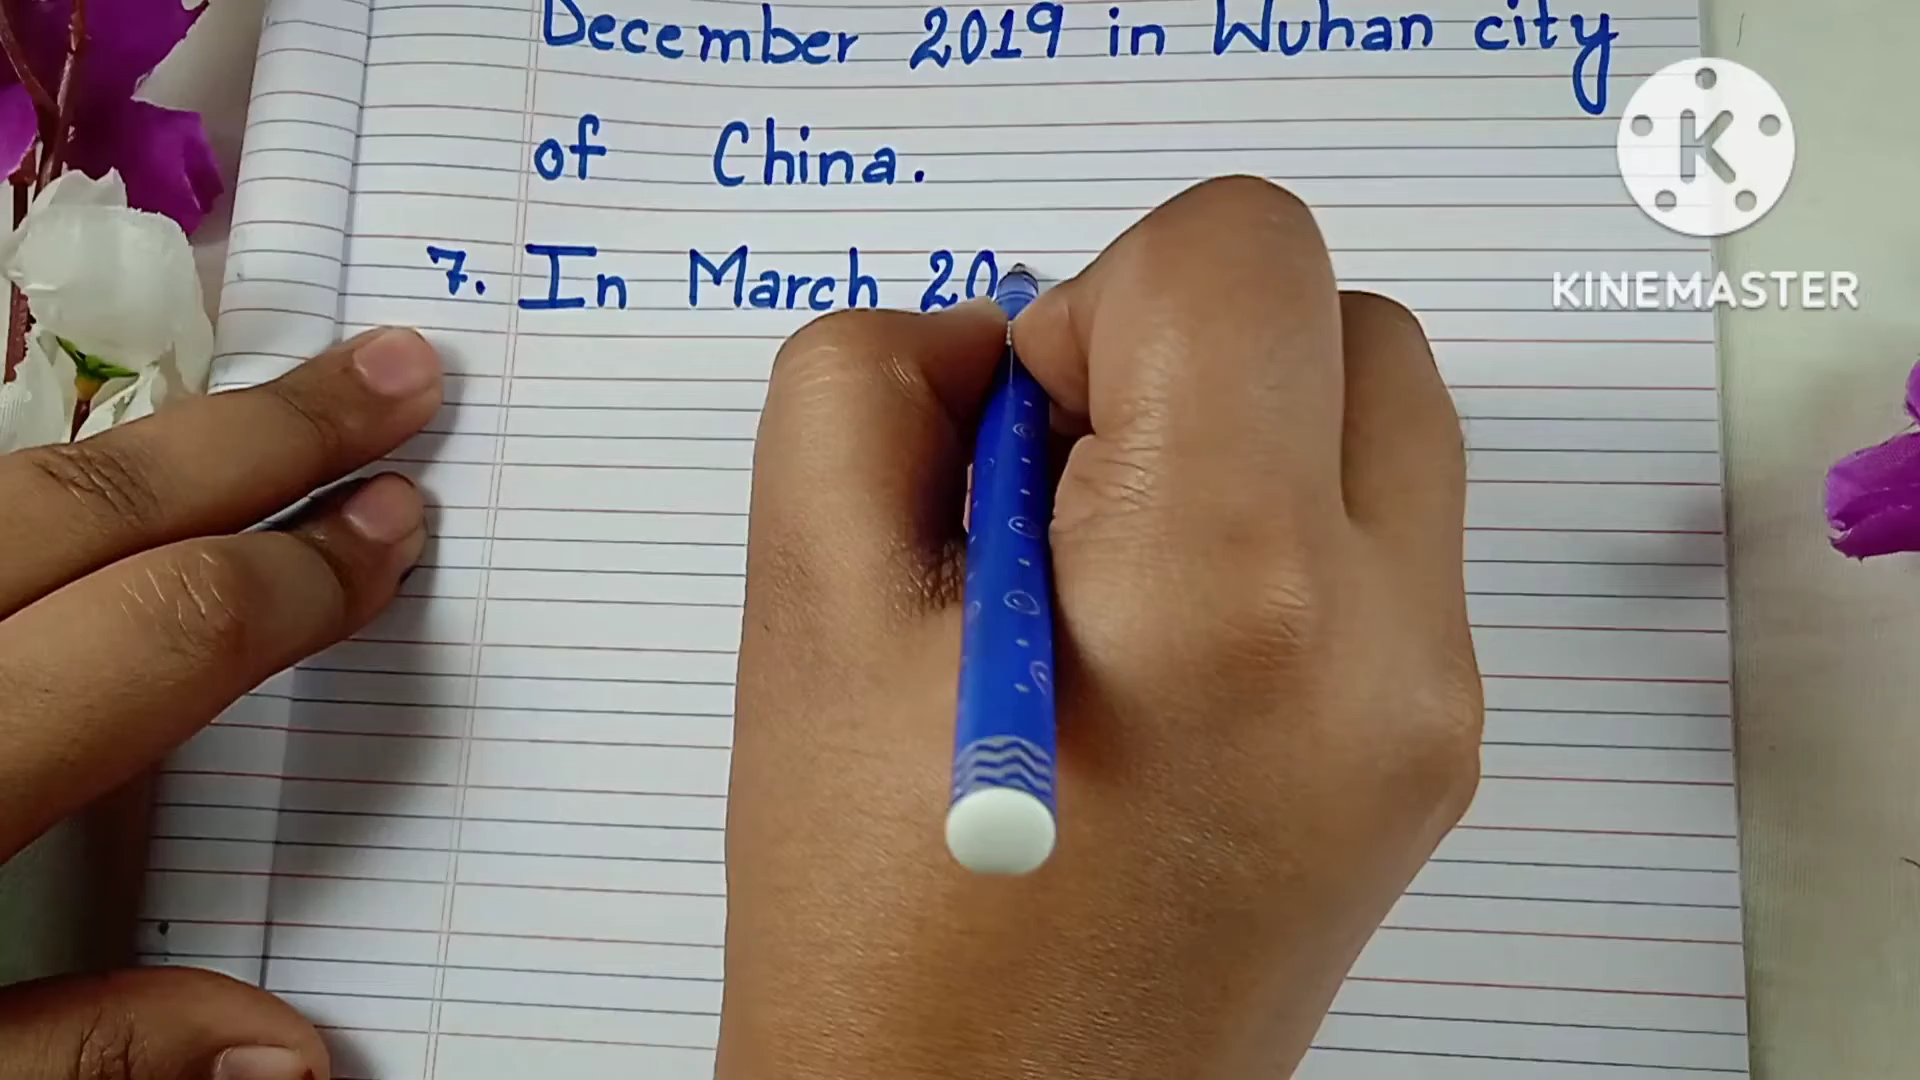 December 2019 in Wuhan city
of China.
7. In March 20
KINEMASTER